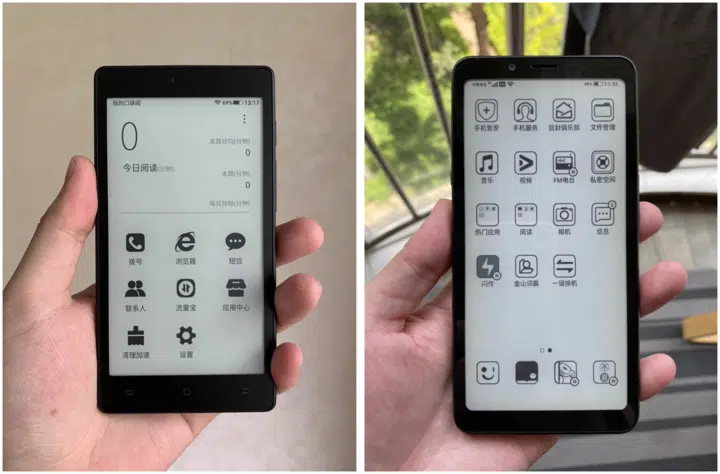 我的口袋阅
69% 13:17
0
今日阅读(分钟)
本周日均(分钟)
0
本周(分钟)
0
每日目标(分钟)
拨号
浏览器
短信
联系人
流量宝
应用中心
清理加速
设置
手机管家
手机服务
信封俱乐部
文件管理
音乐
视频
FM电台
私密空间
热门应用
阅读
相机
信息
闪传
金山词霸
一键换机